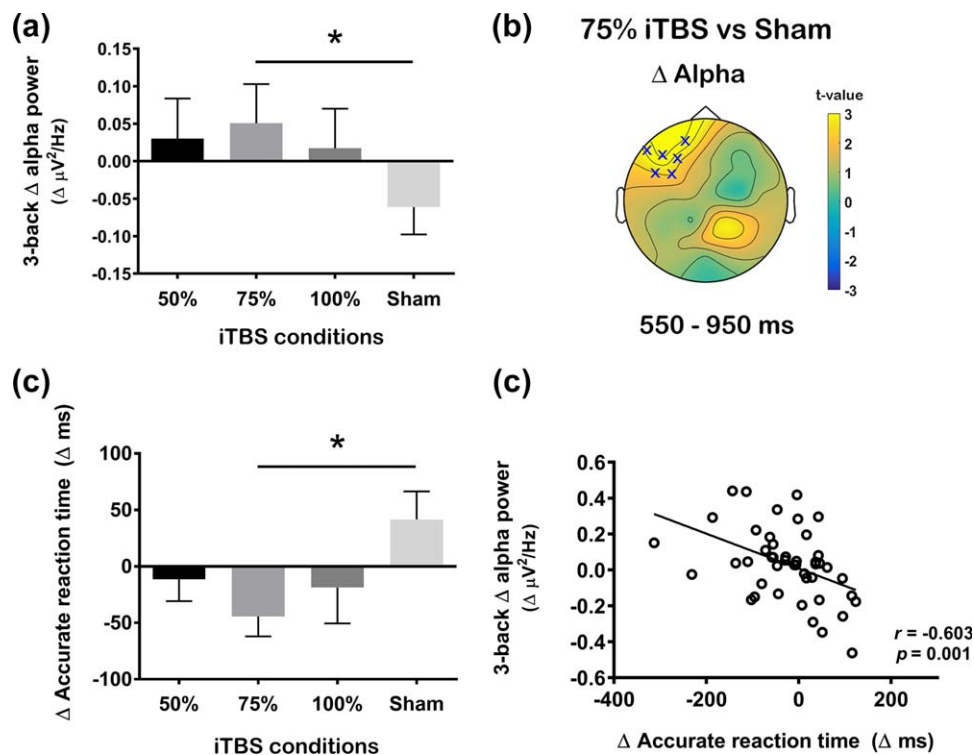 (a)
3-back Δ alpha power
(Δ μV²/Hz)
0.15
0.10
0.05
0.00
-0.05
-0.10
-0.15
*
50% 75% 100% Sham
iTBS conditions
(b)
75% iTBS vs Sham
Δ Alpha
t-value
3
2
1
0
-1
-2
-3
550 - 950 ms
(c)
Δ Accurate reaction time (Δ ms)
100
50
0
-50
-100
*
50% 75% 100% Sham
iTBS conditions
(c)
3-back Δ alpha power
(Δ μV²/Hz)
0.6
0.4
0.2
0.0
-0.2
-0.4
-0.6
r = -0.603
p = 0.001
-400 -200 0 200
Δ Accurate reaction time (Δ ms)